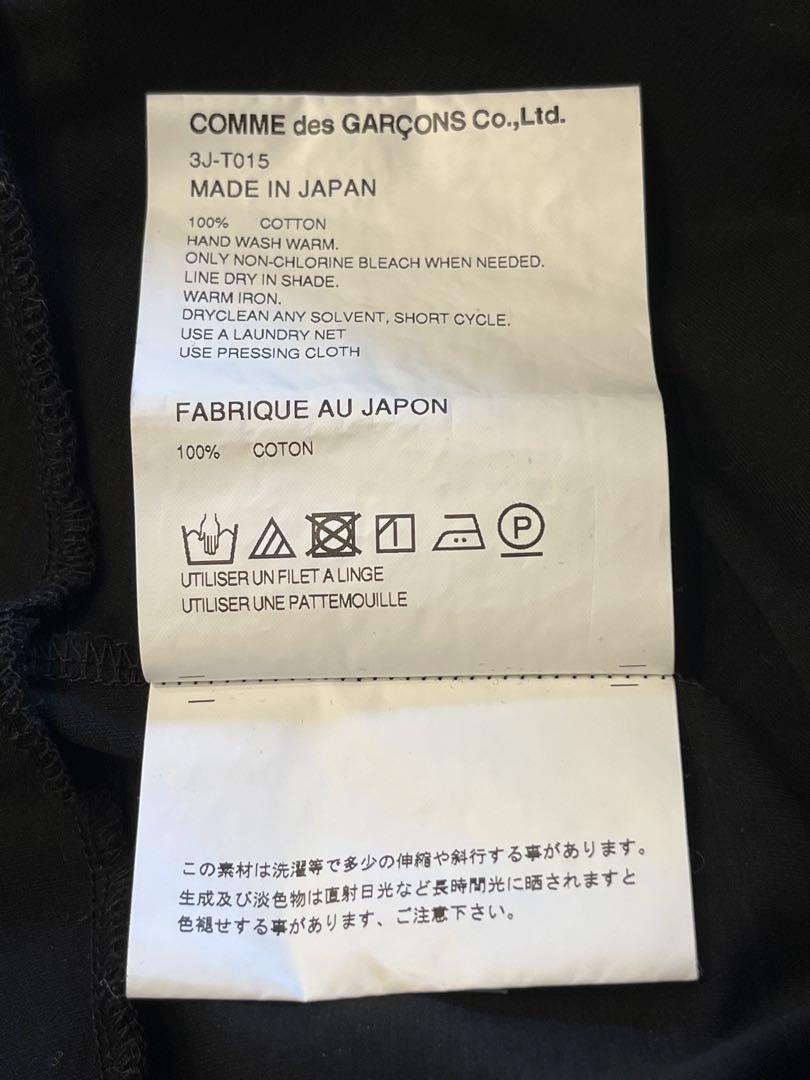 COMME des GARÇONS Co.,Ltd.
3J-T015
MADE IN JAPAN
100% COTTON
HAND WASH WARM.
ONLY NON-CHLORINE BLEACH WHEN NEEDED.
LINE DRY IN SHADE.
WARM IRON.
DRYCLEAN ANY SOLVENT, SHORT CYCLE.
USE A LAUNDRY NET
USE PRESSING CLOTH
FABRIQUE AU JAPON
100% COTON
P
UTILISER UN FILET A LINGE
UTILISER UNE PATTEMOUILLE
この素材は洗濯等で多少の伸縮や斜行する事があります。
生成及び淡色物は直射日光など長時間光に晒されますと
色褪せする事があります、ご注意下さい。